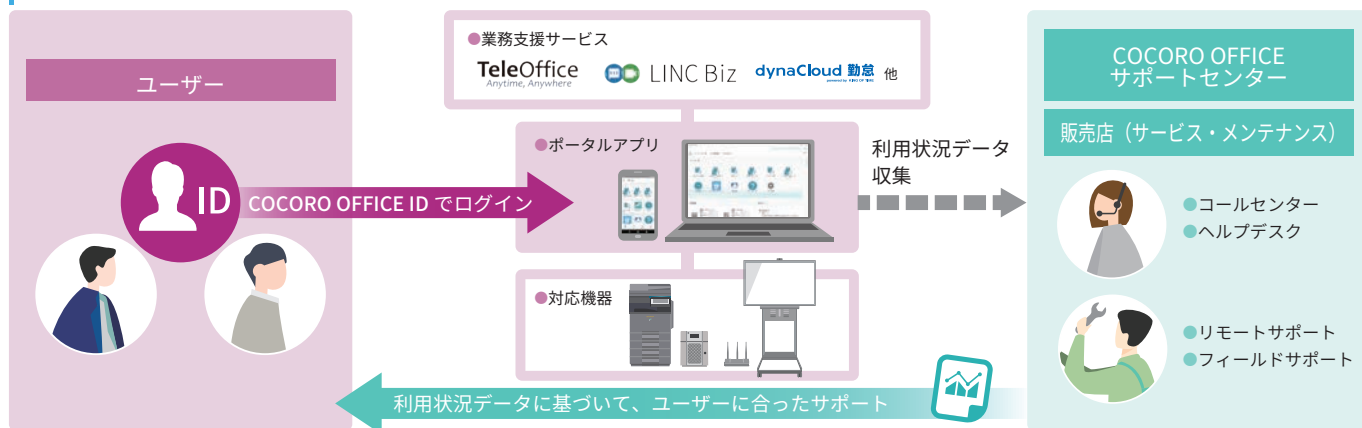 ユーザー
ID
COCORO OFFICE ID でログイン
●業務支援サービス
TeleOffice
Anytime, Anywhere
LINC Biz
dynaCloud 勤怠 他
powered by KING OF TIME
●ポータルアプリ
●対応機器
利用状況データ
収集
COCORO OFFICE
サポートセンター
販売店（サービス・メンテナンス）
●コールセンター
●ヘルプデスク
●リモートサポート
●フィールドサポート
利用状況データに基づいて、ユーザーに合ったサポート